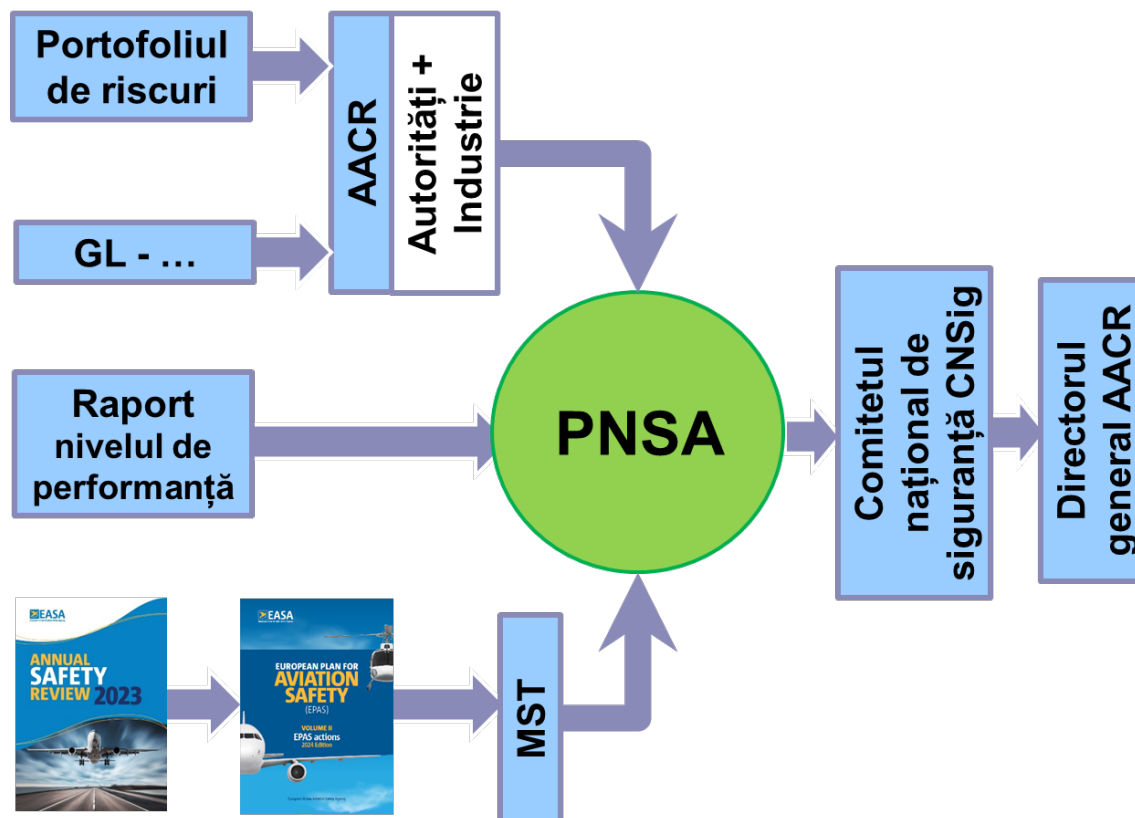 Portofoliul
de riscuri
GL - …
AACR
Autorități +
Industrie
Raport
nivelul de
performanță
PNSA
Comitetul
național de
siguranță CNSig
Directorul
general AACR
EASA
ANNUAL
SAFETY
REVIEW 2023
EASA
EUROPEAN PLAN FOR
AVIATION
SAFETY
(EPAS)
VOLUME II
EPAS actions
2024 Edition
MST